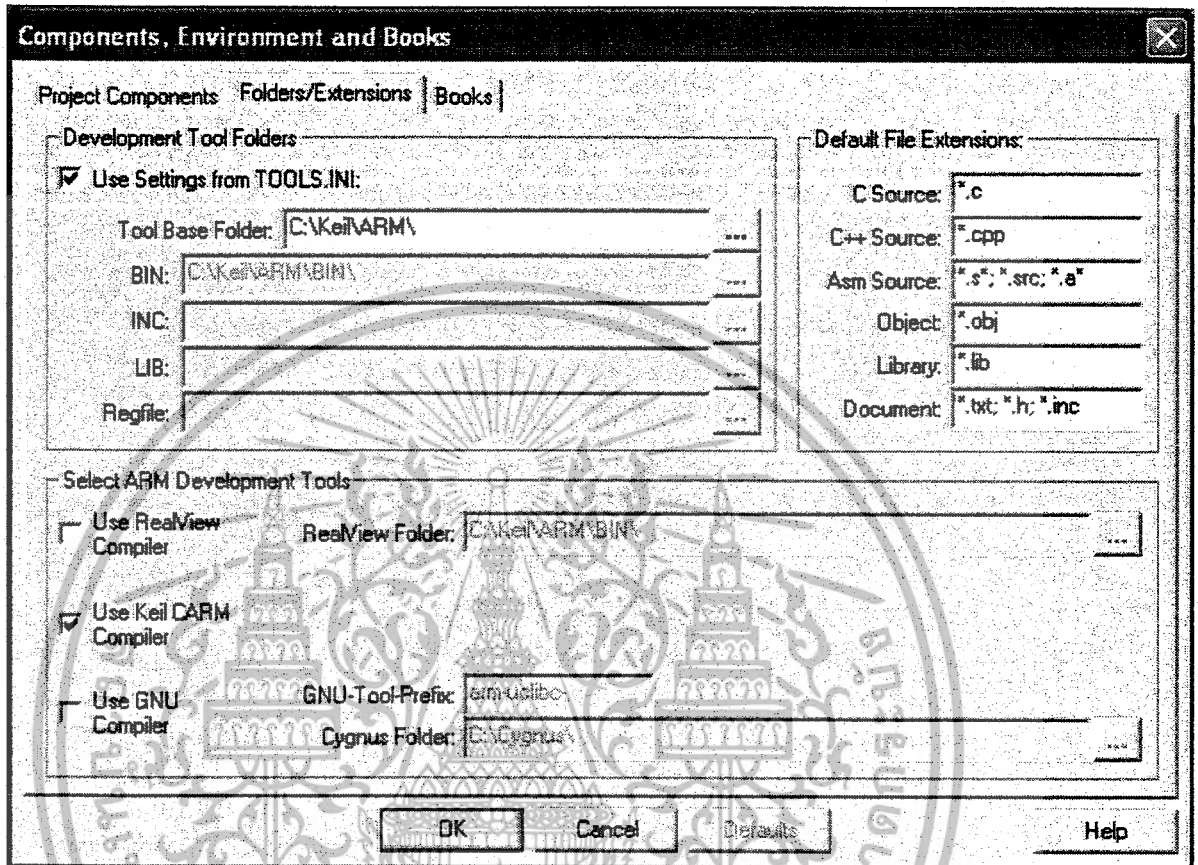 Components, Environment and Books
Project Components Folders/Extensions Books
Development Tool Folders
Use Settings from TOOLS.INI:
Tool Base Folder: C:\Keil\ARM\ ...
BIN: C:\Keil\ARM\BIN\ ...
INC: ...
LIB: ...
Regfile: ...
Default File Extensions:
C Source: *.c
C++ Source: *.cpp
Asm Source: *.s*; *.src; *.a*
Object: *.obj
Library: *.lib
Document: *.txt; *.h; *.inc
Select ARM Development Tools
Use RealView
Compiler
RealView Folder: C:\Keil\ARM\BIN\ ...
Use Keil CARM
Compiler
Use GNU
Compiler
GNU-Tool-Prefix: arm-uclibc-
Cygnus Folder: C:\Cygnus\ ...
OK Cancel Defaults Help